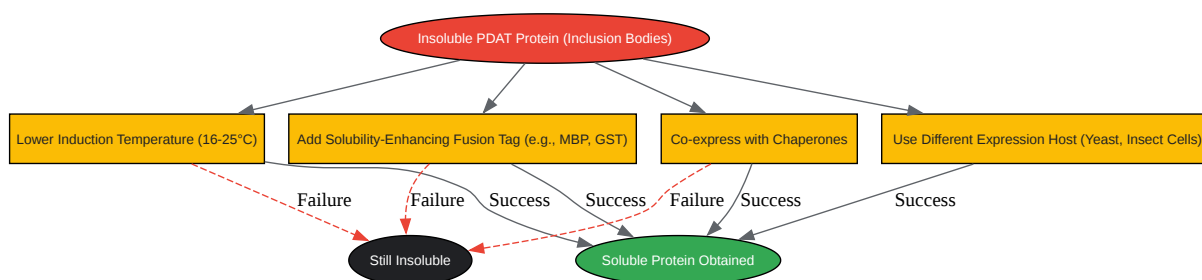 Insoluble PDAT Protein (Inclusion Bodies)
Lower Induction Temperature (16-25°C)
Add Solubility-Enhancing Fusion Tag (e.g., MBP, GST)
Co-express with Chaperones
Use Different Expression Host (Yeast, Insect Cells)
Failure
Failure
Success
Success
Failure
Success
Success
Still Insoluble
Soluble Protein Obtained